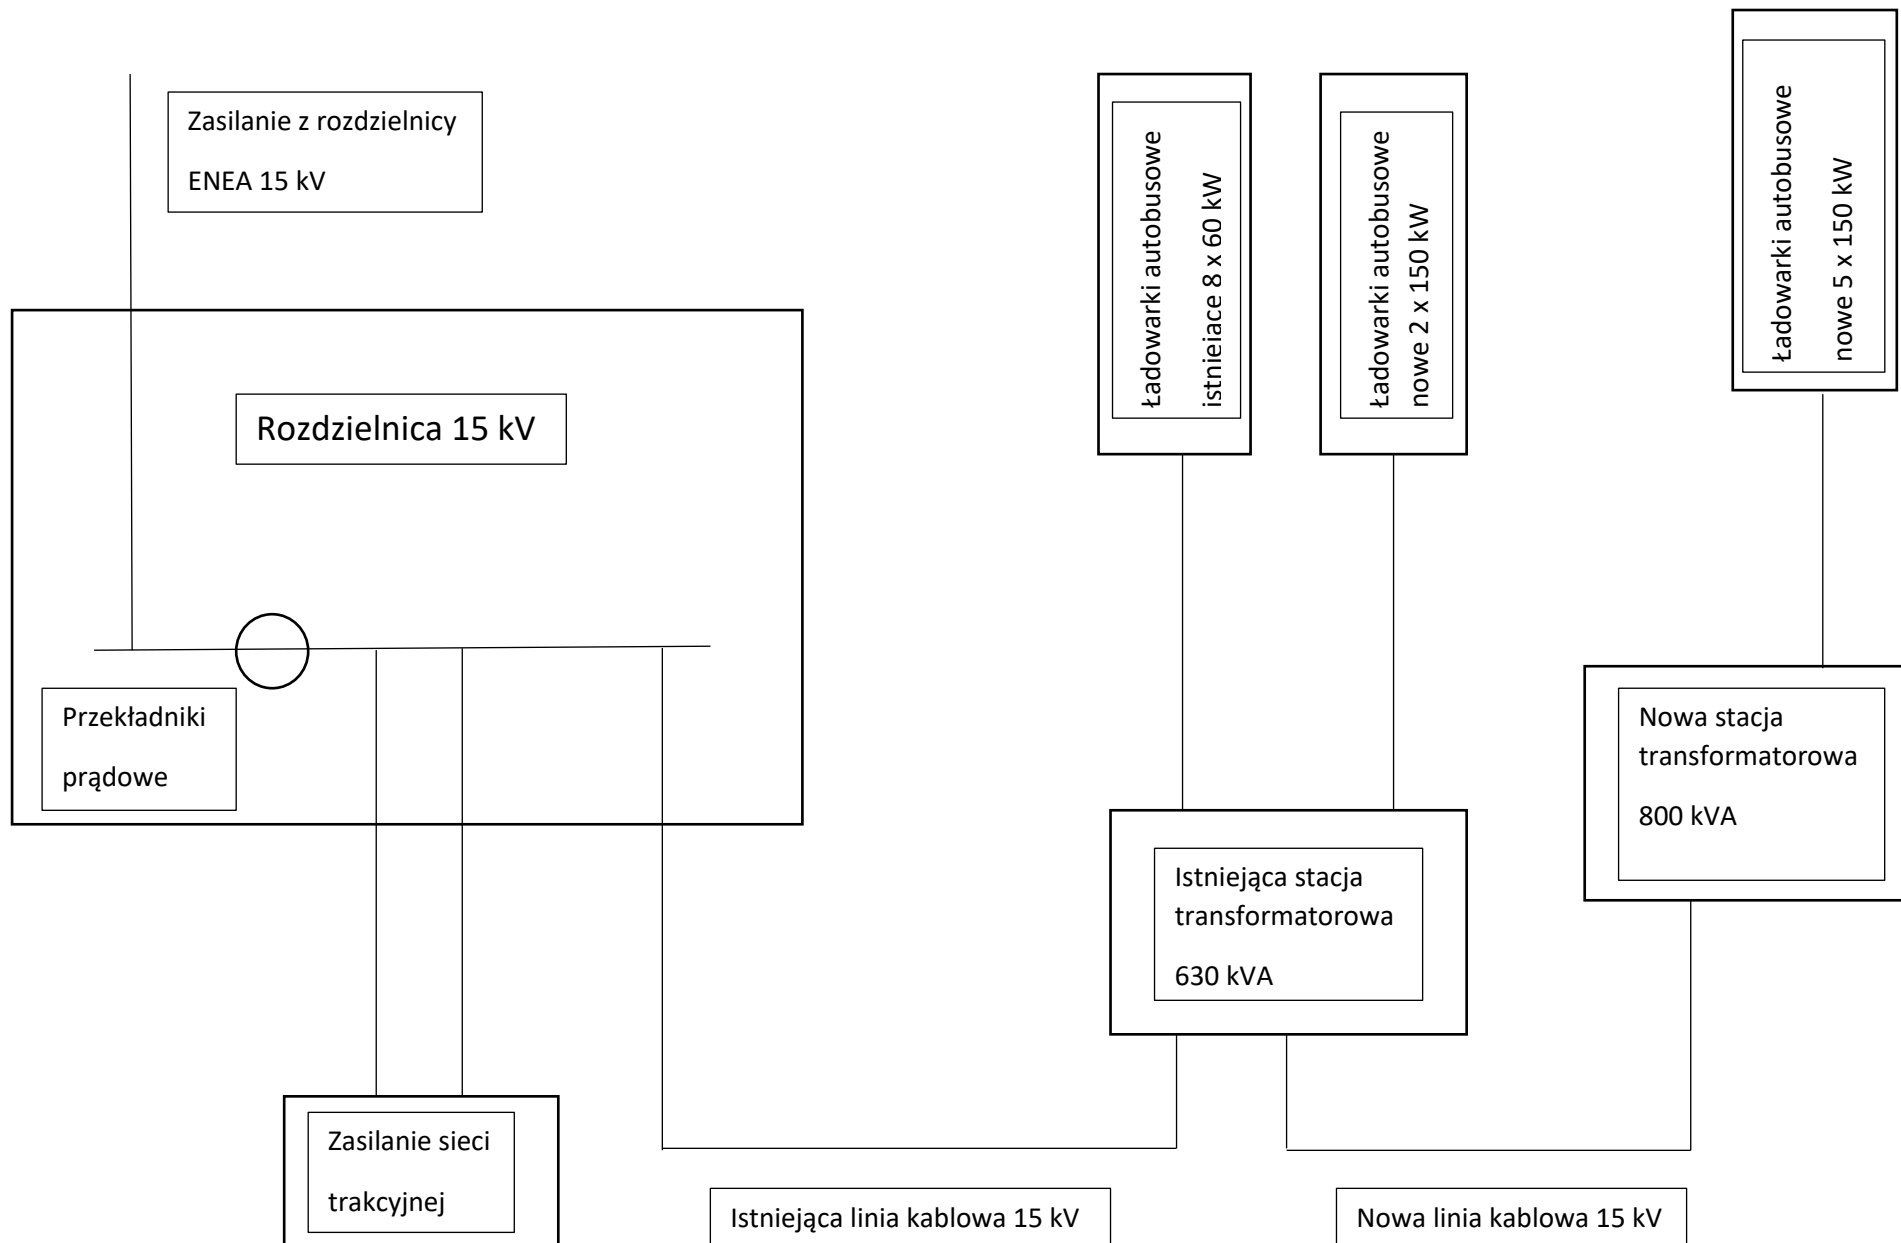 Zasilanie z rozdzielnicy
ENEA 15 kV
Rozdzielnica 15 kV
Przekładniki
prądowe
Zasilanie sieci
trakcyjnej
Istniejąca linia kablowa 15 kV
Ładowarki autobusowe
istnieiace 8 x 60 kW
Ładowarki autobusowe
nowe 2 x 150 kW
Ładowarki autobusowe
nowe 5 x 150 kW
Istniejąca stacja
transformatorowa
630 kVA
Nowa stacja
transformatorowa
800 kVA
Nowa linia kablowa 15 kV